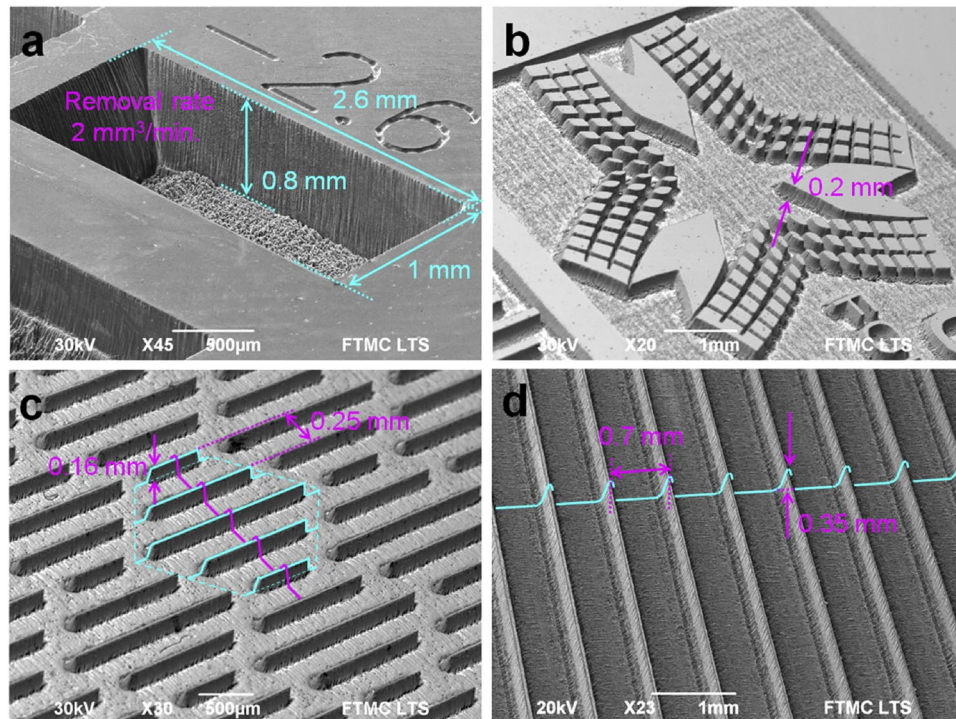 a
1 2.6
Removal rate
2 mm³/min.
2.6 mm
0.8 mm
1 mm
30kV X45 500µm FTMC LTS
b
0.2 mm
30kV X20 1mm FTMC LTS
c
0.25 mm
0.16 mm
30kV X30 500µm FTMC LTS
d
0.7 mm
0.35 mm
20kV X23 1mm FTMC LTS